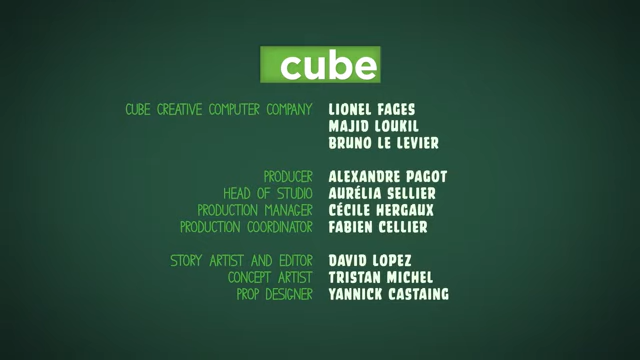 cube
CUBE CREATIVE COMPUTER COMPANY LIONEL FAGES
MAJID LOUKIL
BRUNO LE LEVIER
PRODUCER ALEXANDRE PAGOT
HEAD OF STUDIO AURÉLIA SELLIER
PRODUCTION MANAGER CÉCILE HERGAUX
PRODUCTION COORDINATOR FABIEN CELLIER
STORY ARTIST AND EDITOR DAVID LOPEZ
CONCEPT ARTIST TRISTAN MICHEL
PROP DESIGNER YANNICK CASTAING